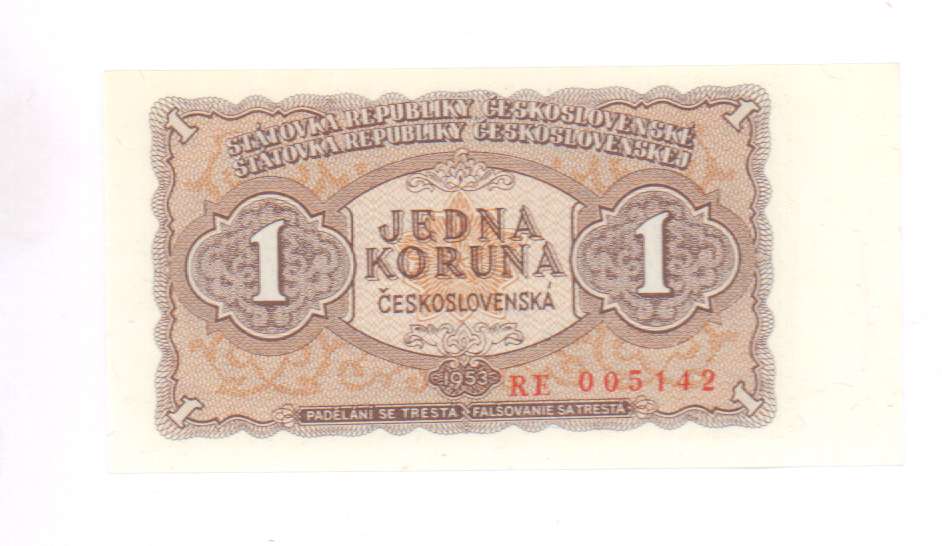 1 1
STÁTOVKA REPUBLIKY ČESKOSLOVENSKÉ
ŠTÁTOVKA REPUBLIKY ČESKOSLOVENSKEJ
1 JEDNA 1
KORUNA
ČESKOSLOVENSKÁ
1953
RE 005142
1 1
PADĚLÁNÍ SE TRESTÁ FALŠOVANIE SA TRESTÁ